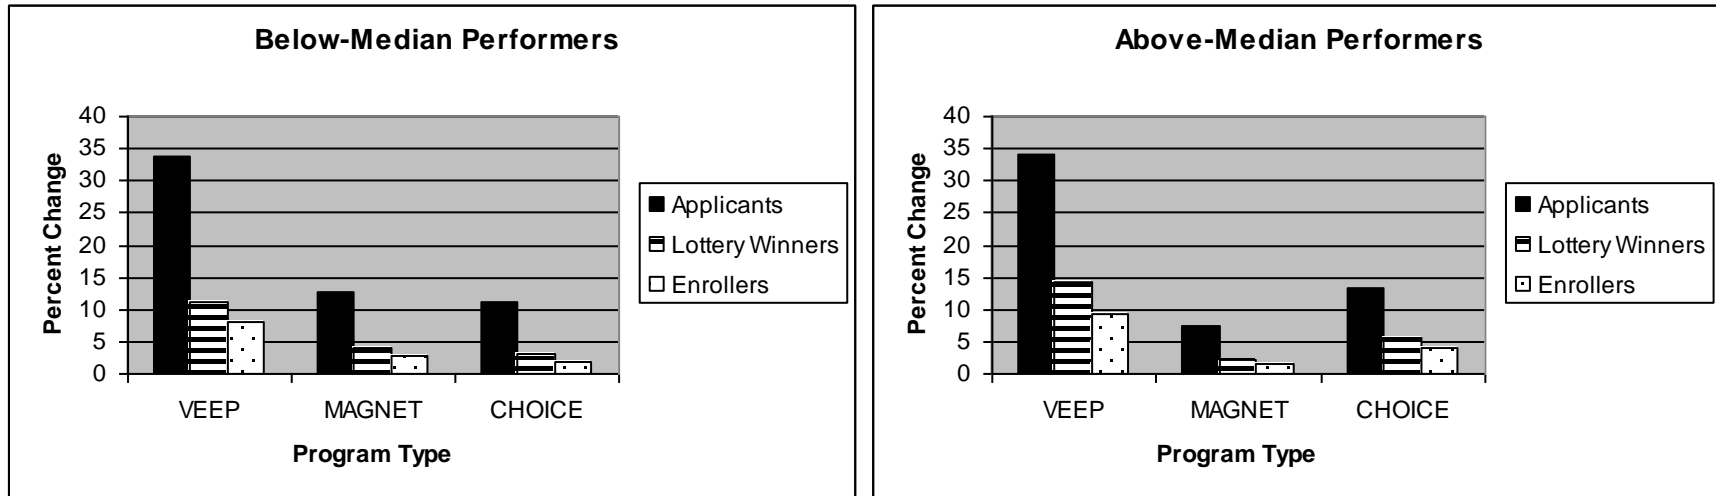 Below-Median Performers
40
35
30
25
20
15
10
5
0
Percent Change
VEEP MAGNET CHOICE
Program Type
Applicants
Lottery Winners
Enrollers
Above-Median Performers
40
35
30
25
20
15
10
5
0
Percent Change
VEEP MAGNET CHOICE
Program Type
Applicants
Lottery Winners
Enrollers